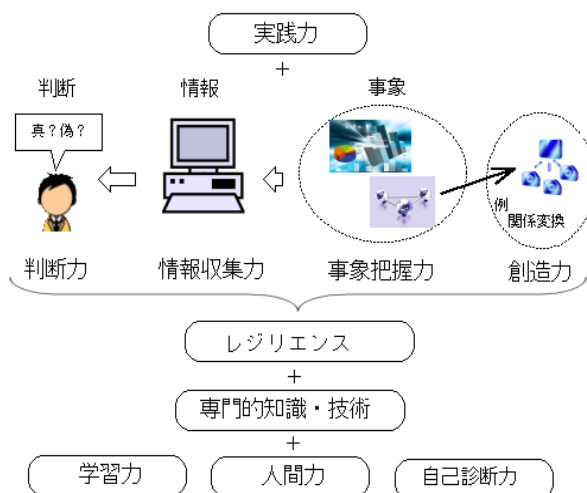 実践力
+
判断
情報
事象
真？偽？
例
関係変換
判断力
情報収集力
事象把握力
創造力
レジリエンス
+
専門的知識・技術
+
学習力
人間力
自己診断力